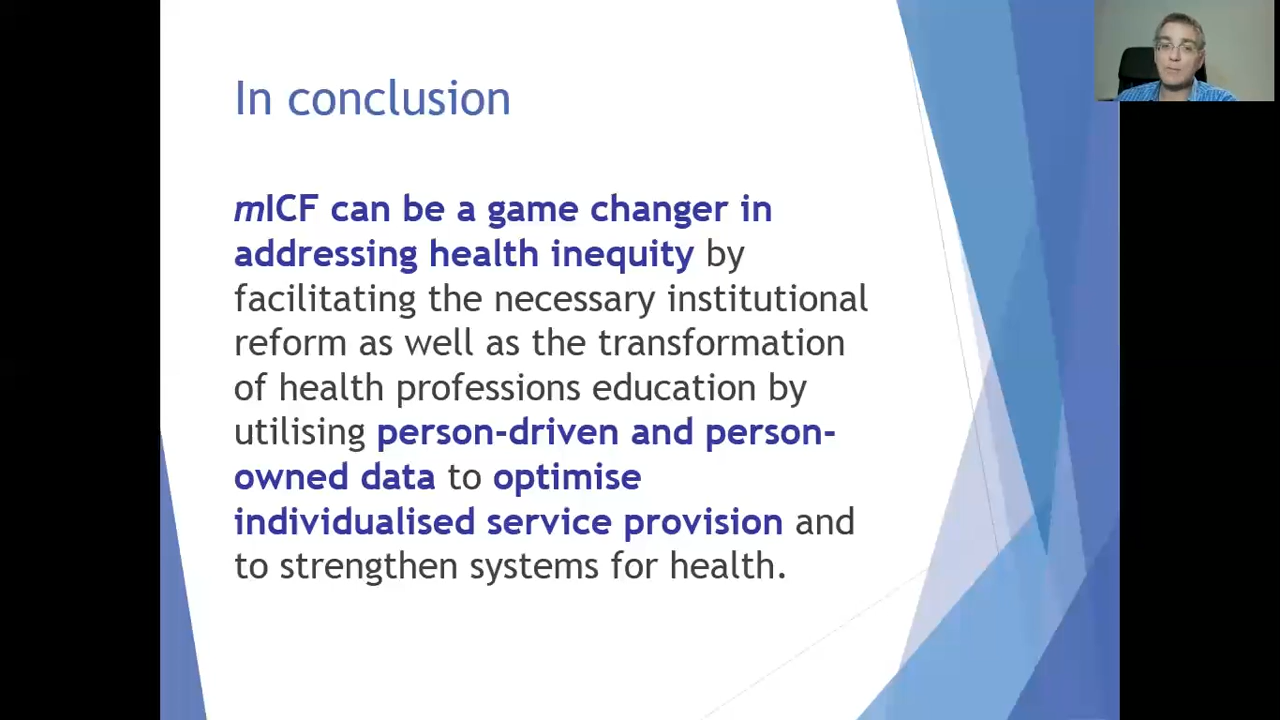 In conclusion
mICF can be a game changer in
addressing health inequity by
facilitating the necessary institutional
reform as well as the transformation
of health professions education by
utilising person-driven and person-
owned data to optimise
individualised service provision and
to strengthen systems for health.